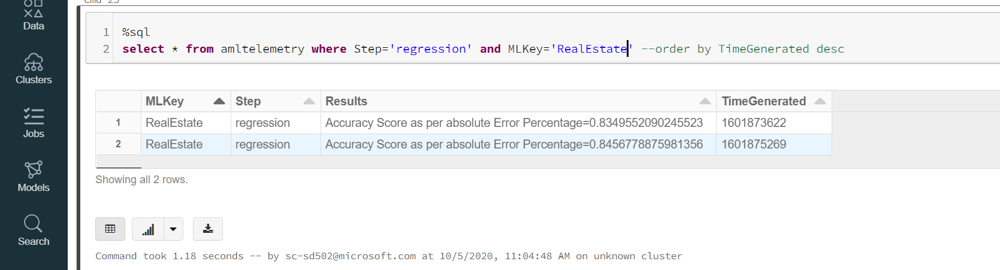 Cmd 25
Data
Clusters
Jobs
Models
Search
1 %sql
2 select * from amltelemetry where Step='regression' and MLKey='RealEstate' --order by TimeGenerated desc
MLKey Step Results TimeGenerated
1 RealEstate regression Accuracy Score as per absolute Error Percentage=0.8349552090245523 1601873622
2 RealEstate regression Accuracy Score as per absolute Error Percentage=0.8456778875981356 1601875269
Showing all 2 rows.
Command took 1.18 seconds -- by sc-sd502@microsoft.com at 10/5/2020, 11:04:48 AM on unknown cluster